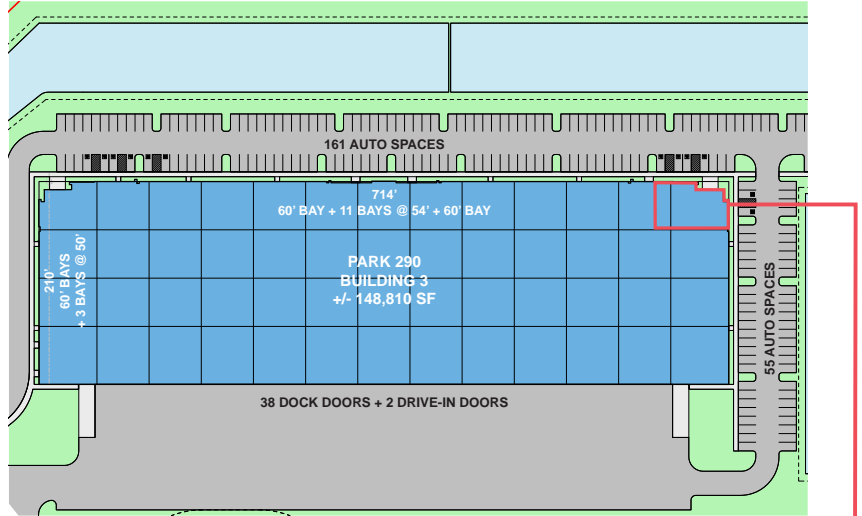 161 AUTO SPACES
714’
60’ BAY + 11 BAYS @ 54’ + 60’ BAY
210’
60’ BAYS
+ 3 BAYS @ 50’
PARK 290
BUILDING 3
+/- 148,810 SF
55 AUTO SPACES
38 DOCK DOORS + 2 DRIVE-IN DOORS